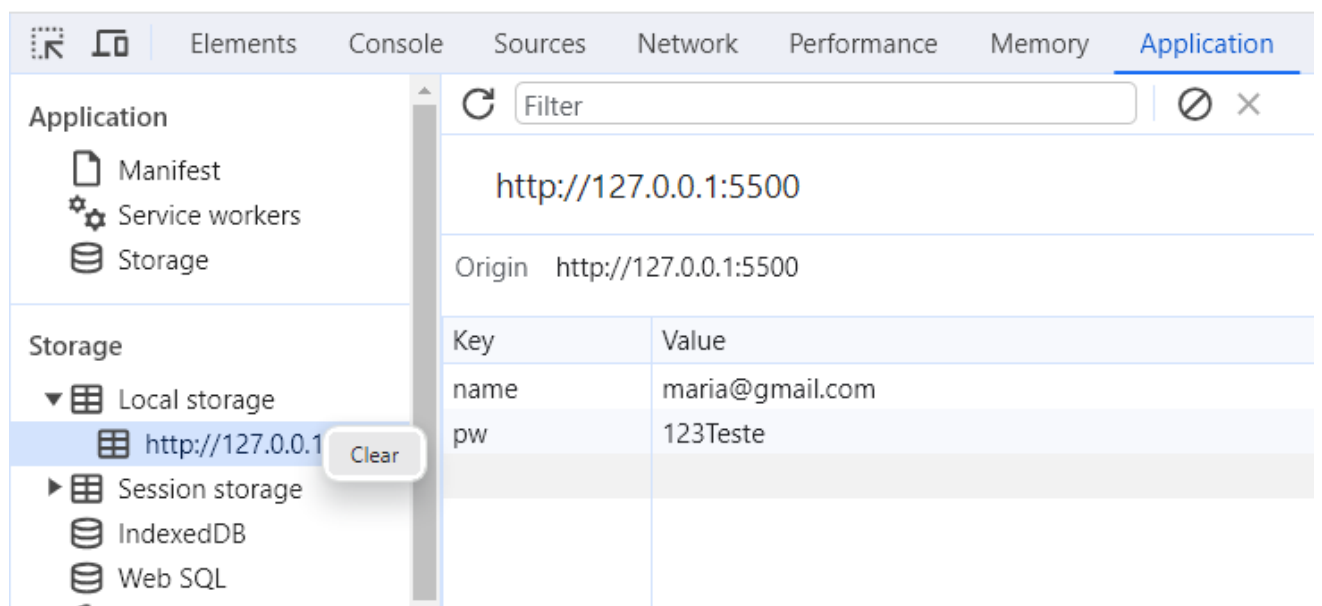 Elements Console Sources Network Performance Memory Application
Application
Manifest
Service workers
Storage
Storage
Local storage
http://127.0.0.1
Clear
Session storage
IndexedDB
Web SQL
Filter
http://127.0.0.1:5500
Origin http://127.0.0.1:5500
Key Value
name maria@gmail.com
pw 123Teste